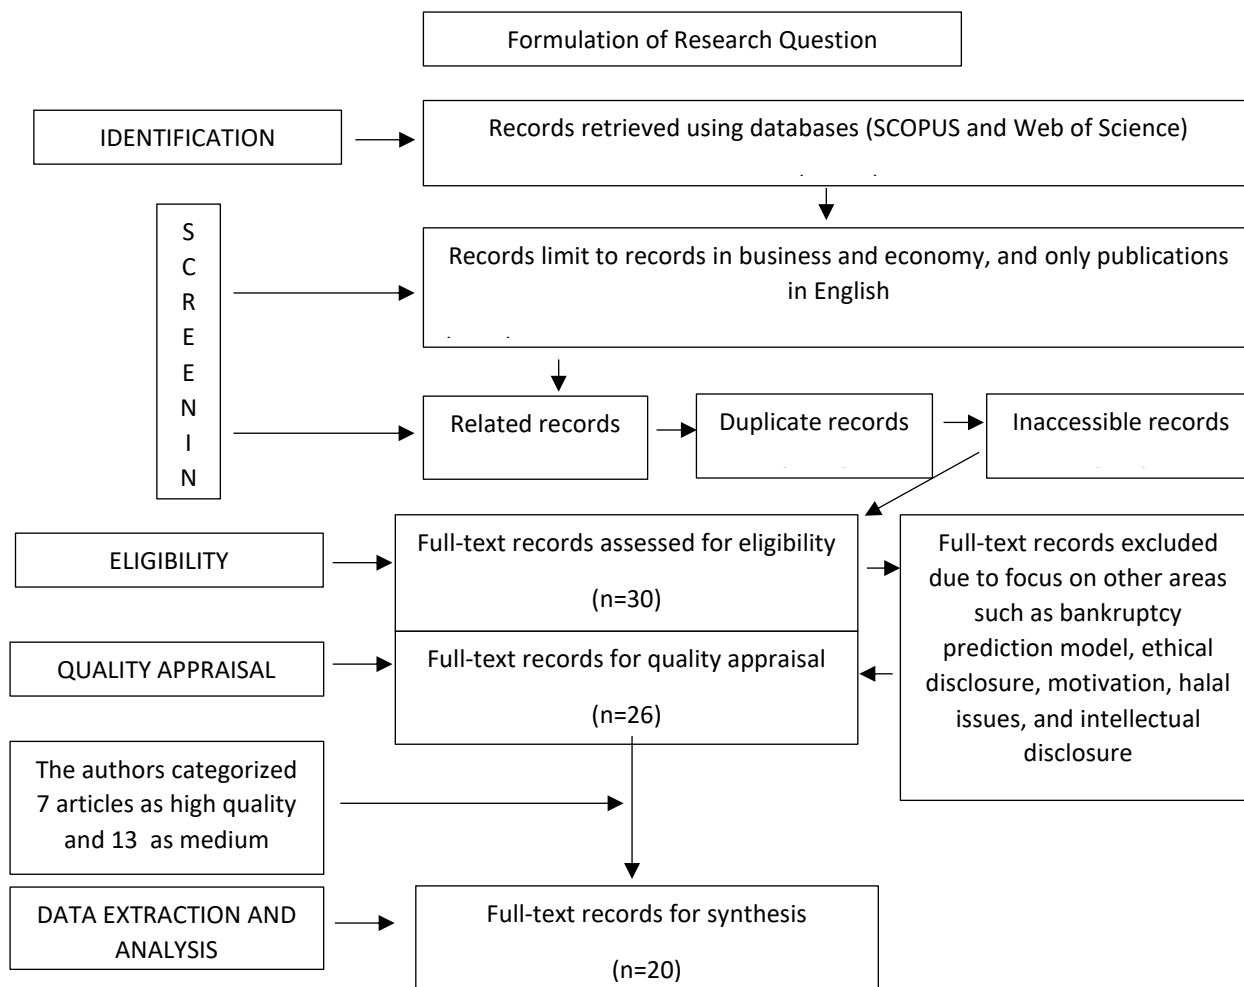 Formulation of Research Question
IDENTIFICATION
Records retrieved using databases (SCOPUS and Web of Science)
S
C
R
E
E
N
I
N
Records limit to records in business and economy, and only publications
in English
Related records
Duplicate records
Inaccessible records
ELIGIBILITY
Full-text records assessed for eligibility
(n=30)
Full-text records excluded
due to focus on other areas
such as bankruptcy
prediction model, ethical
disclosure, motivation, halal
issues, and intellectual
disclosure
QUALITY APPRAISAL
Full-text records for quality appraisal
(n=26)
The authors categorized
7 articles as high quality
and 13 as medium
DATA EXTRACTION AND
ANALYSIS
Full-text records for synthesis
(n=20)